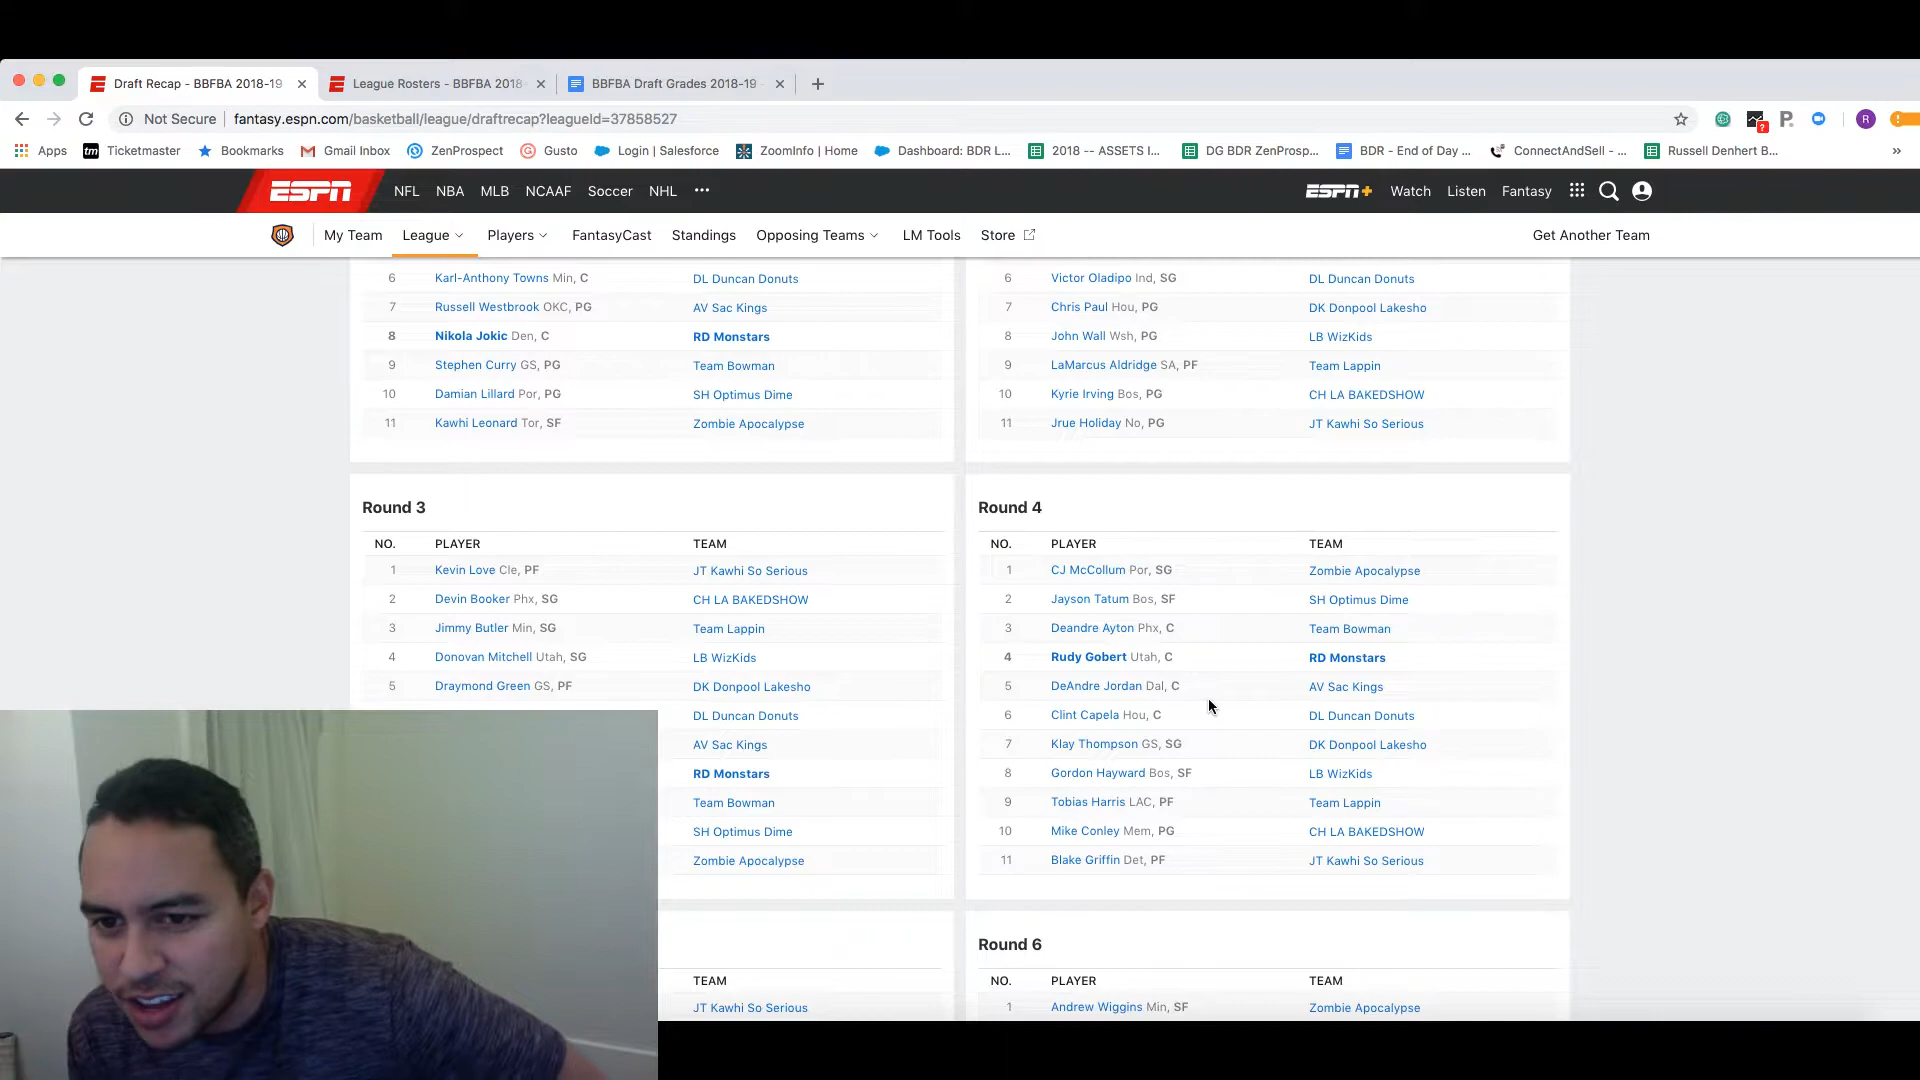 Draft Recap - BBFBA 2018-19
League Rosters - BBFBA 2018-
BBFBA Draft Grades 2018-19 -
Not Secure fantasy.espn.com/basketball/league/draftrecap?leagueId=37858527
? R
Apps tm Ticketmaster Bookmarks Gmail Inbox ZenProspect Gusto Login | Salesforce ZoomInfo | Home Dashboard: BDR L... 2018 -- ASSETS I... DG BDR ZenProsp... BDR - End of Day ... ConnectAndSell - ... Russell Denhert B... »
ESPN NFL NBA MLB NCAAF Soccer NHL ••• ESPN+ Watch Listen Fantasy
My Team League Players FantasyCast Standings Opposing Teams LM Tools Store Get Another Team
6 Karl-Anthony Towns Min, C DL Duncan Donuts
7 Russell Westbrook OKC, PG AV Sac Kings
8 Nikola Jokic Den, C RD Monstars
9 Stephen Curry GS, PG Team Bowman
10 Damian Lillard Por, PG SH Optimus Dime
11 Kawhi Leonard Tor, SF Zombie Apocalypse
6 Victor Oladipo Ind, SG DL Duncan Donuts
7 Chris Paul Hou, PG DK Donpool Lakesho
8 John Wall Wsh, PG LB WizKids
9 LaMarcus Aldridge SA, PF Team Lappin
10 Kyrie Irving Bos, PG CH LA BAKEDSHOW
11 Jrue Holiday No, PG JT Kawhi So Serious
Round 3
NO. PLAYER TEAM
1 Kevin Love Cle, PF JT Kawhi So Serious
2 Devin Booker Phx, SG CH LA BAKEDSHOW
3 Jimmy Butler Min, SG Team Lappin
4 Donovan Mitchell Utah, SG LB WizKids
5 Draymond Green GS, PF DK Donpool Lakesho
DL Duncan Donuts
AV Sac Kings
RD Monstars
Team Bowman
SH Optimus Dime
Zombie Apocalypse
Round 4
NO. PLAYER TEAM
1 CJ McCollum Por, SG Zombie Apocalypse
2 Jayson Tatum Bos, SF SH Optimus Dime
3 Deandre Ayton Phx, C Team Bowman
4 Rudy Gobert Utah, C RD Monstars
5 DeAndre Jordan Dal, C AV Sac Kings
6 Clint Capela Hou, C DL Duncan Donuts
7 Klay Thompson GS, SG DK Donpool Lakesho
8 Gordon Hayward Bos, SF LB WizKids
9 Tobias Harris LAC, PF Team Lappin
10 Mike Conley Mem, PG CH LA BAKEDSHOW
11 Blake Griffin Det, PF JT Kawhi So Serious
TEAM
JT Kawhi So Serious
Round 6
NO. PLAYER TEAM
1 Andrew Wiggins Min, SF Zombie Apocalypse